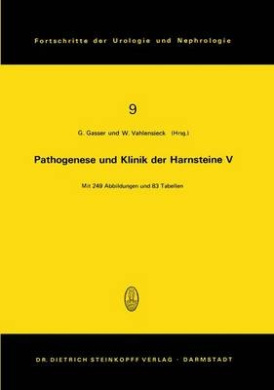 Fortschritte der Urologie und Nephrologie
9
G. Gasser und W. Vahlensieck (Hrsg.)
Pathogenese und Klinik der Harnsteine V
Mit 249 Abbildungen und 83 Tabellen
DR. DIETRICH STEINKOPFF VERLAG - DARMSTADT